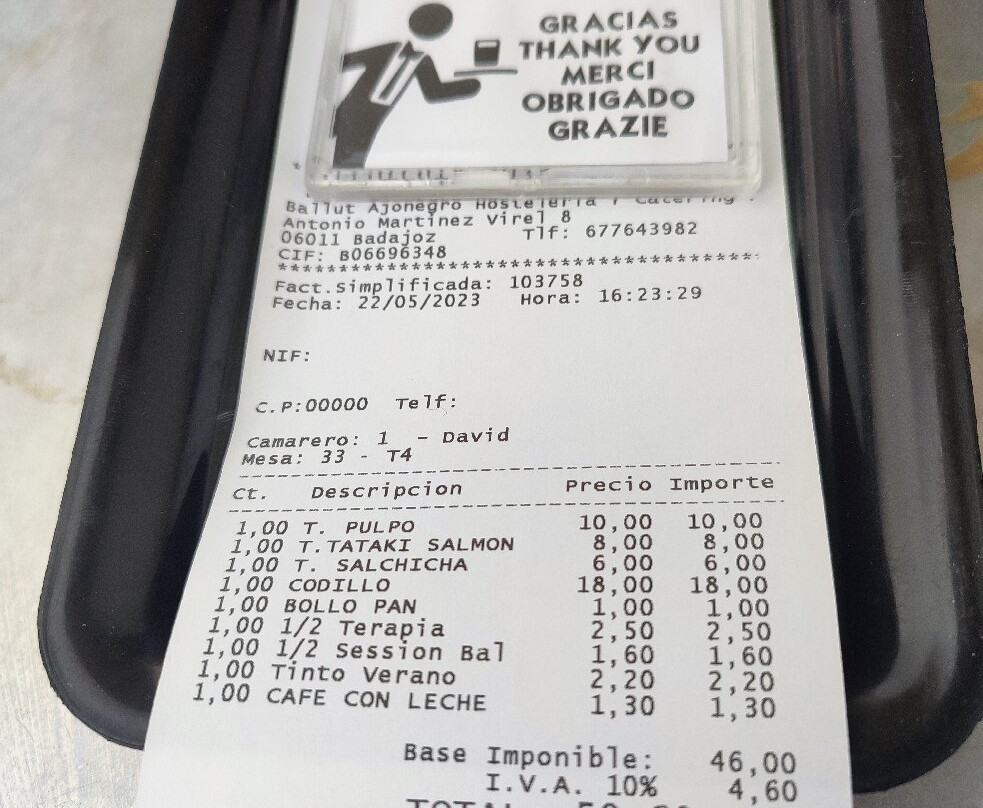 GRACIAS
THANK YOU
MERCI
OBRIGADO
GRAZIE
Ballut Ajonegro Hosteleria Y Catering
Antonio Martinez Virel 8
06011 Badajoz Tlf: 677643982
CIF: B06696348
****************************************
Fact.Simplificada: 103758
Fecha: 22/05/2023 Hora: 16:23:29
NIF:
C.P:00000 Telf:
Camarero: 1 - David
Mesa: 33 - T4
Ct. Descripcion Precio Importe
1,00 T. PULPO 10,00 10,00
1,00 T.TATAKI SALMON 8,00 8,00
1,00 T. SALCHICHA 6,00 6,00
1,00 CODILLO 18,00 18,00
1,00 BOLLO PAN 1,00 1,00
1,00 1/2 Terapia 2,50 2,50
1,00 1/2 Session Bal 1,60 1,60
1,00 Tinto Verano 2,20 2,20
1,00 CAFE CON LECHE 1,30 1,30
Base Imponible: 46,00
I.V.A. 10% 4,60
TOTAL